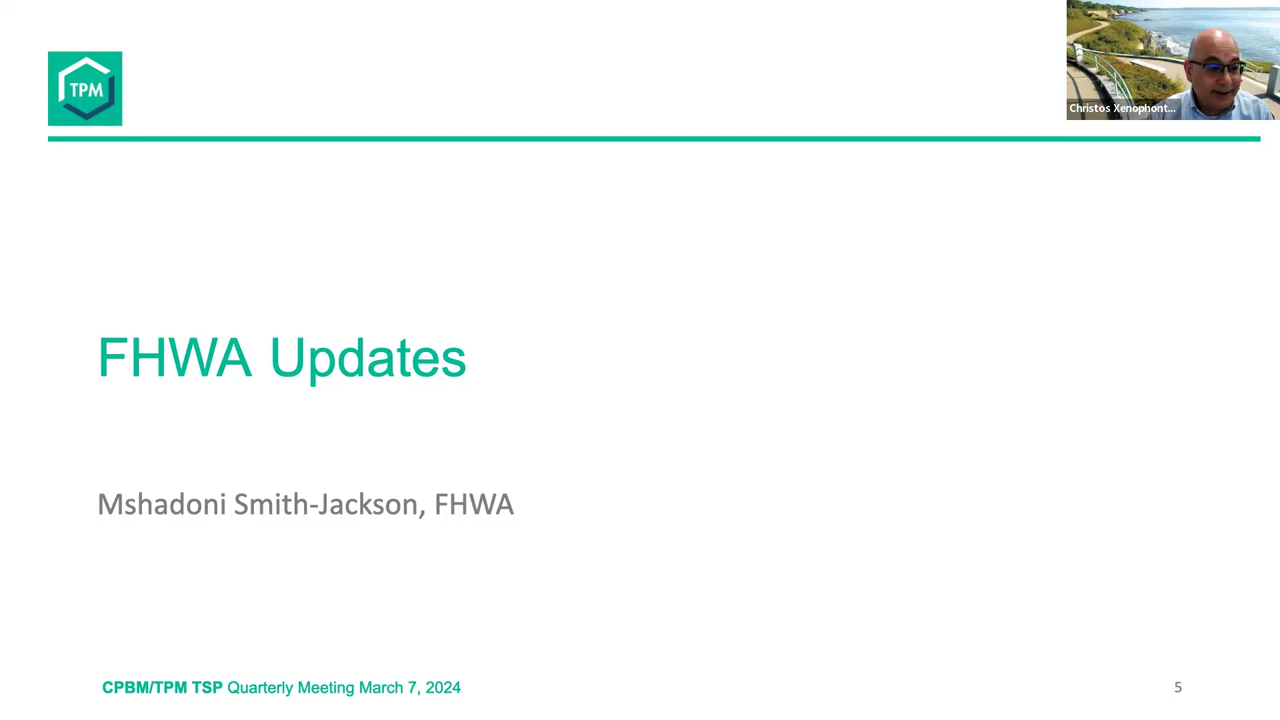 TPM
Christos Xenophont...
FHWA Updates
Mshadoni Smith-Jackson, FHWA
CPBM/TPM TSP Quarterly Meeting March 7, 2024
5